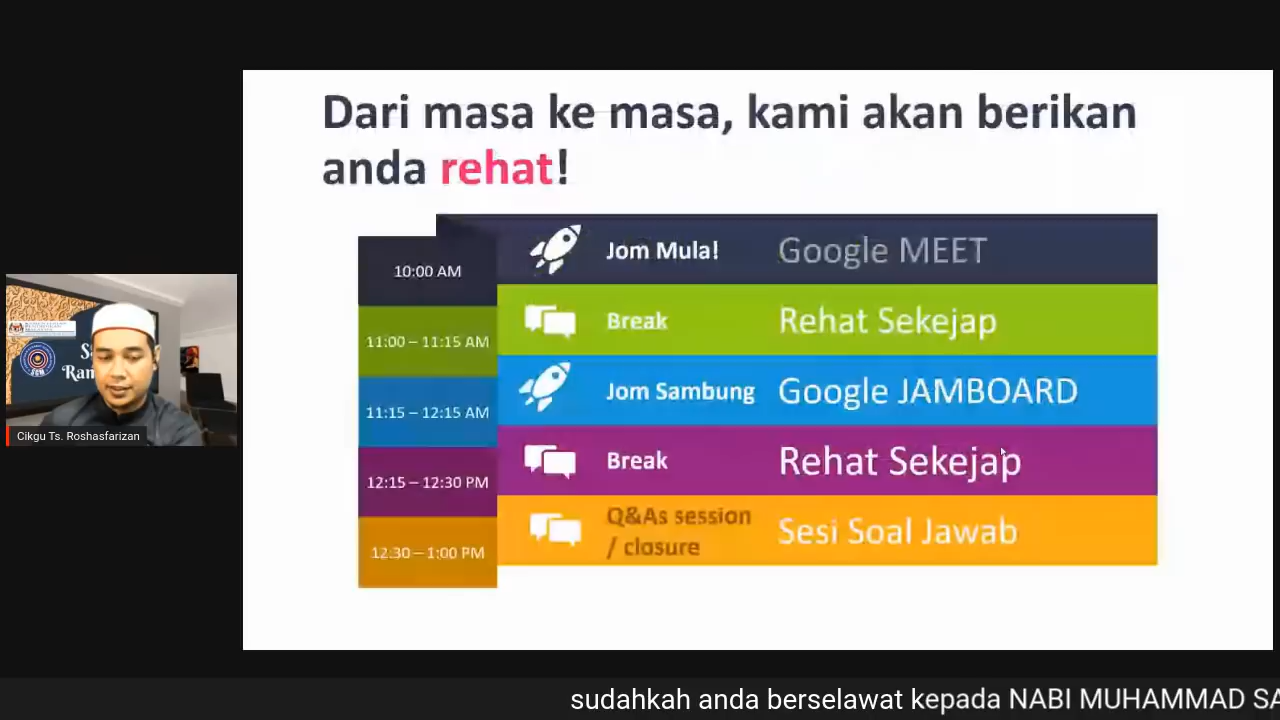 Dari masa ke masa, kami akan berikan
anda rehat!
10:00 AM
Jom Mula!
Google MEET
11:00 – 11:15 AM
Break
Rehat Sekejap
11:15 – 12:15 AM
Jom Sambung
Google JAMBOARD
12:15 – 12:30 PM
Break
Rehat Sekejap
12:30 – 1:00 PM
Q&As session
/ closure
Sesi Soal Jawab
Cikgu Ts. Roshasfarizan
sudahkah anda berselawat kepada NABI MUHAMMAD SA